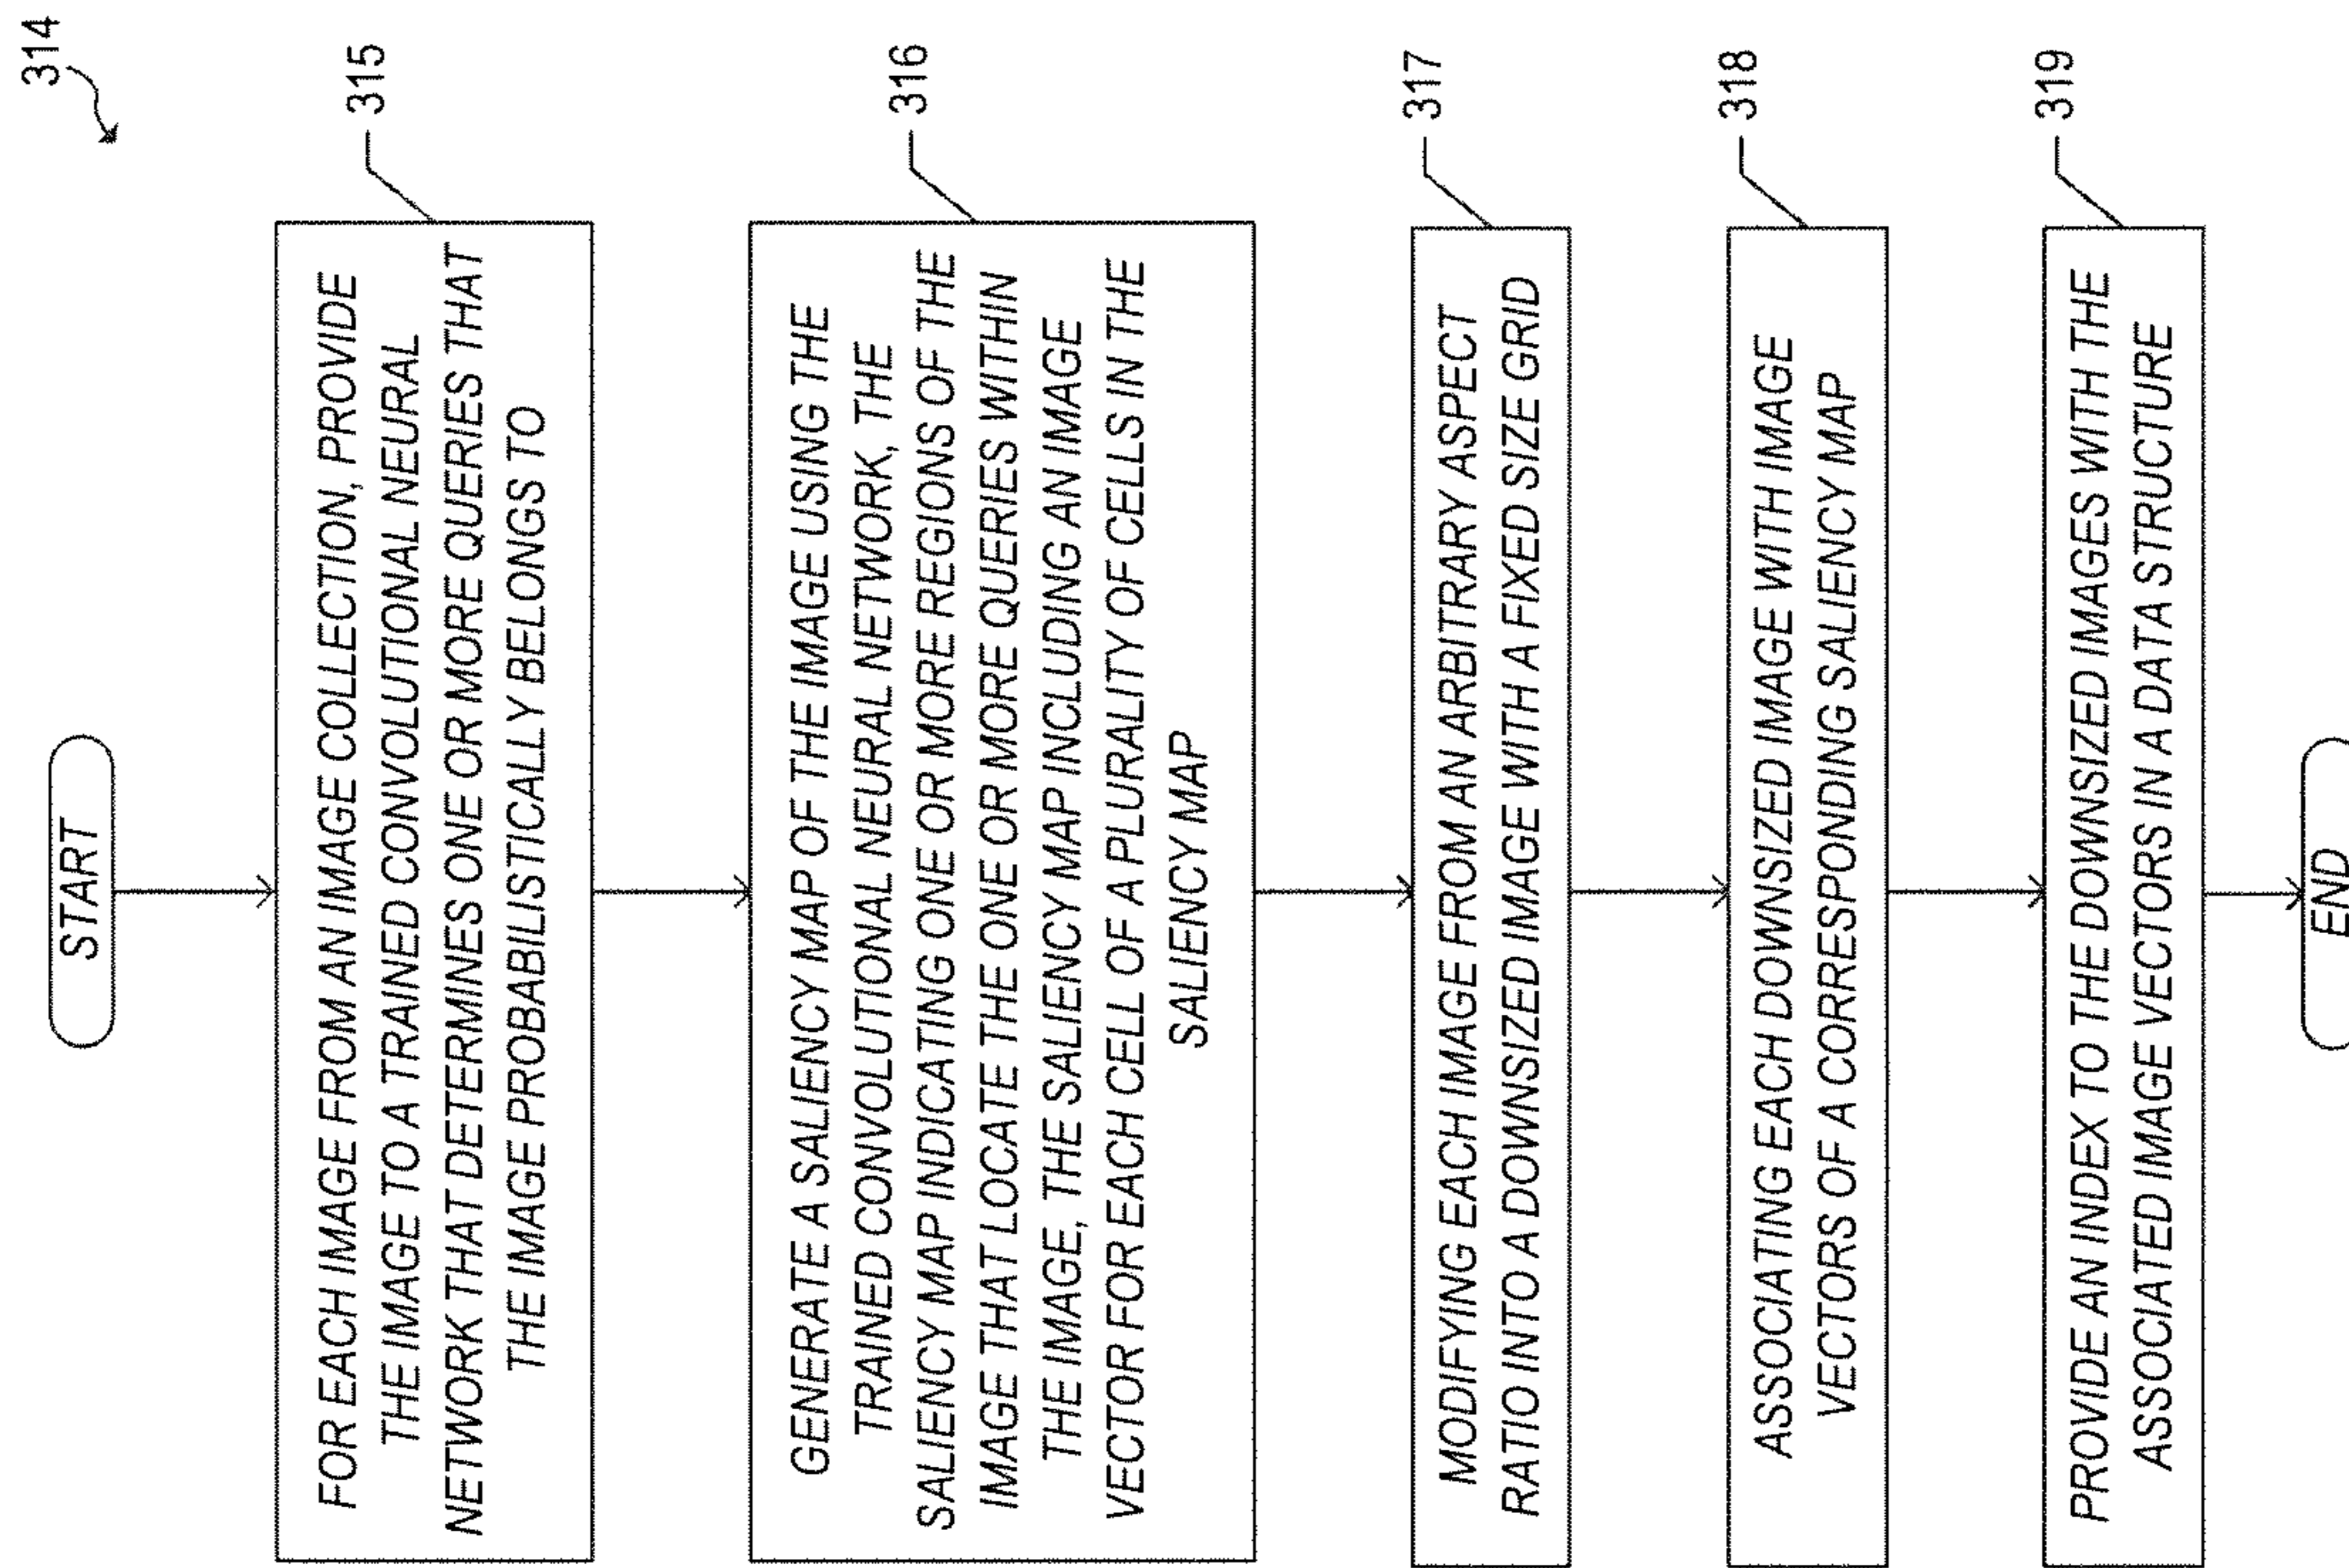 314
START
315
FOR EACH IMAGE FROM AN IMAGE COLLECTION, PROVIDE
THE IMAGE TO A TRAINED CONVOLUTIONAL NEURAL
NETWORK THAT DETERMINES ONE OR MORE QUERIES THAT
THE IMAGE PROBABILISTICALLY BELONGS TO
316
GENERATE A SALIENCY MAP OF THE IMAGE USING THE
TRAINED CONVOLUTIONAL NEURAL NETWORK, THE
SALIENCY MAP INDICATING ONE OR MORE REGIONS OF THE
IMAGE THAT LOCATE THE ONE OR MORE QUERIES WITHIN
THE IMAGE, THE SALIENCY MAP INCLUDING AN IMAGE
VECTOR FOR EACH CELL OF A PLURALITY OF CELLS IN THE
SALIENCY MAP
317
MODIFYING EACH IMAGE FROM AN ARBITRARY ASPECT
RATIO INTO A DOWNSIZED IMAGE WITH A FIXED SIZE GRID
318
ASSOCIATING EACH DOWNSIZED IMAGE WITH IMAGE
VECTORS OF A CORRESPONDING SALIENCY MAP
319
PROVIDE AN INDEX TO THE DOWNSIZED IMAGES WITH THE
ASSOCIATED IMAGE VECTORS IN A DATA STRUCTURE
END